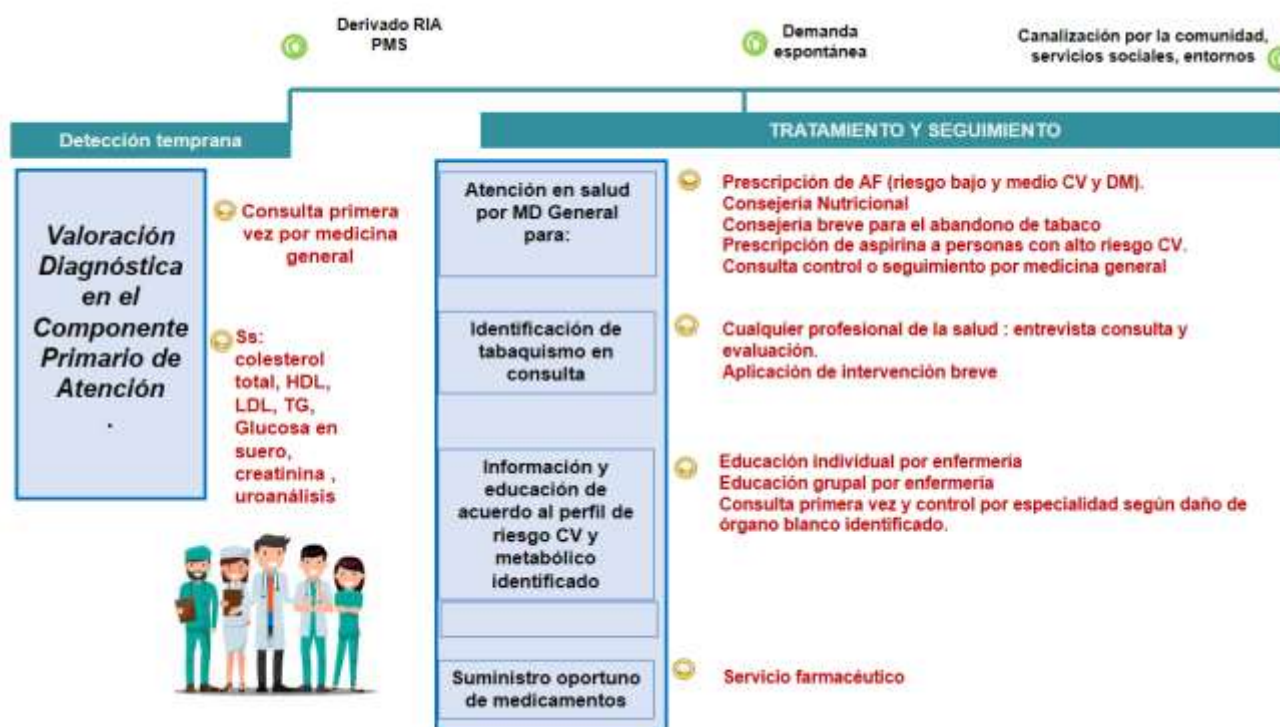 Derivado RIA
PMS
Demanda
espontánea
Canalización por la comunidad,
servicios sociales, entornos
Detección temprana
Valoración
Diagnóstica
en el
Componente
Primario de
Atención
.
Consulta primera
vez por medicina
general
Ss:
colesterol
total, HDL,
LDL, TG,
Glucosa en
suero,
creatinina ,
uroanálisis
TRATAMIENTO Y SEGUIMIENTO
Atención en salud
por MD General
para:
Prescripción de AF (riesgo bajo y medio CV y DM).
Consejería Nutricional
Consejería breve para el abandono de tabaco
Prescripción de aspirina a personas con alto riesgo CV.
Consulta control o seguimiento por medicina general
Identificación de
tabaquismo en
consulta
Cualquier profesional de la salud : entrevista consulta y
evaluación.
Aplicación de intervención breve
Información y
educación de
acuerdo al perfil de
riesgo CV y
metabólico
identificado
Educación individual por enfermería
Educación grupal por enfermería
Consulta primera vez y control por especialidad según daño de
órgano blanco identificado.
Suministro oportuno
de medicamentos
Servicio farmacéutico